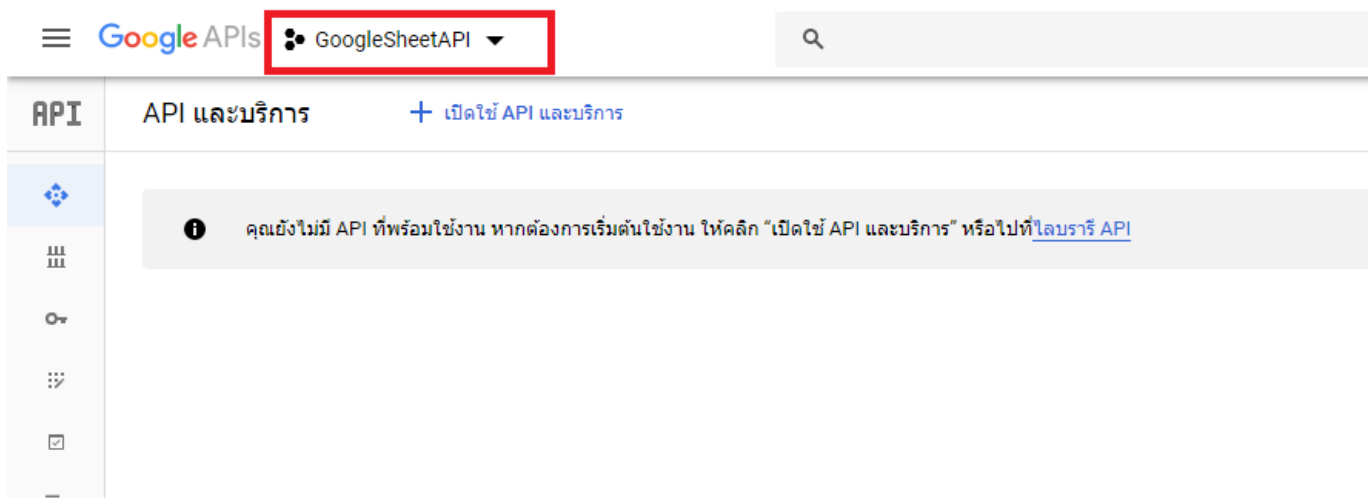 Google APIs GoogleSheetAPI
API API และบริการ เปิดใช้ API และบริการ
คุณยังไม่มี API ที่พร้อมใช้งาน หากต้องการเริ่มต้นใช้งาน ให้คลิก “เปิดใช้ API และบริการ” หรือไปที่ไลบรารี API